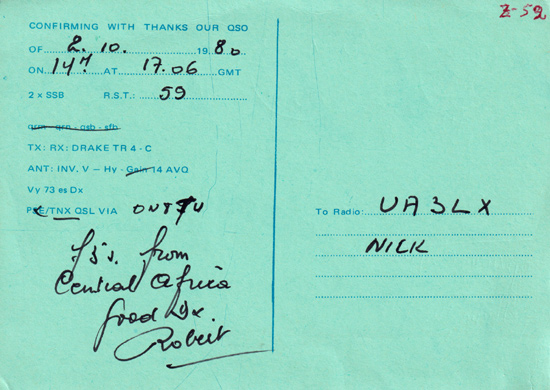 Z-59
CONFIRMING WITH THANKS OUR QSO
OF 2. 10. 1980
ON 14 M AT 17.06 GMT
2 x SSB R.S.T.: 59
qrm - qrn - qsb - sfb
TX: RX: DRAKE TR 4 - C
ANT: INV. V — Hy - Gain 14 AVQ
Vy 73 es Dx
PSE/TNX QSL VIA
73's. from
Central Africa
Good Dx.
Robert
To Radio: UA3LX
NICK